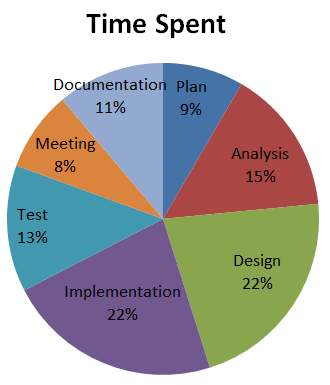 Time Spent
Documentation
11%
Plan
9%
Meeting
8%
Analysis
15%
Test
13%
Design
22%
Implementation
22%